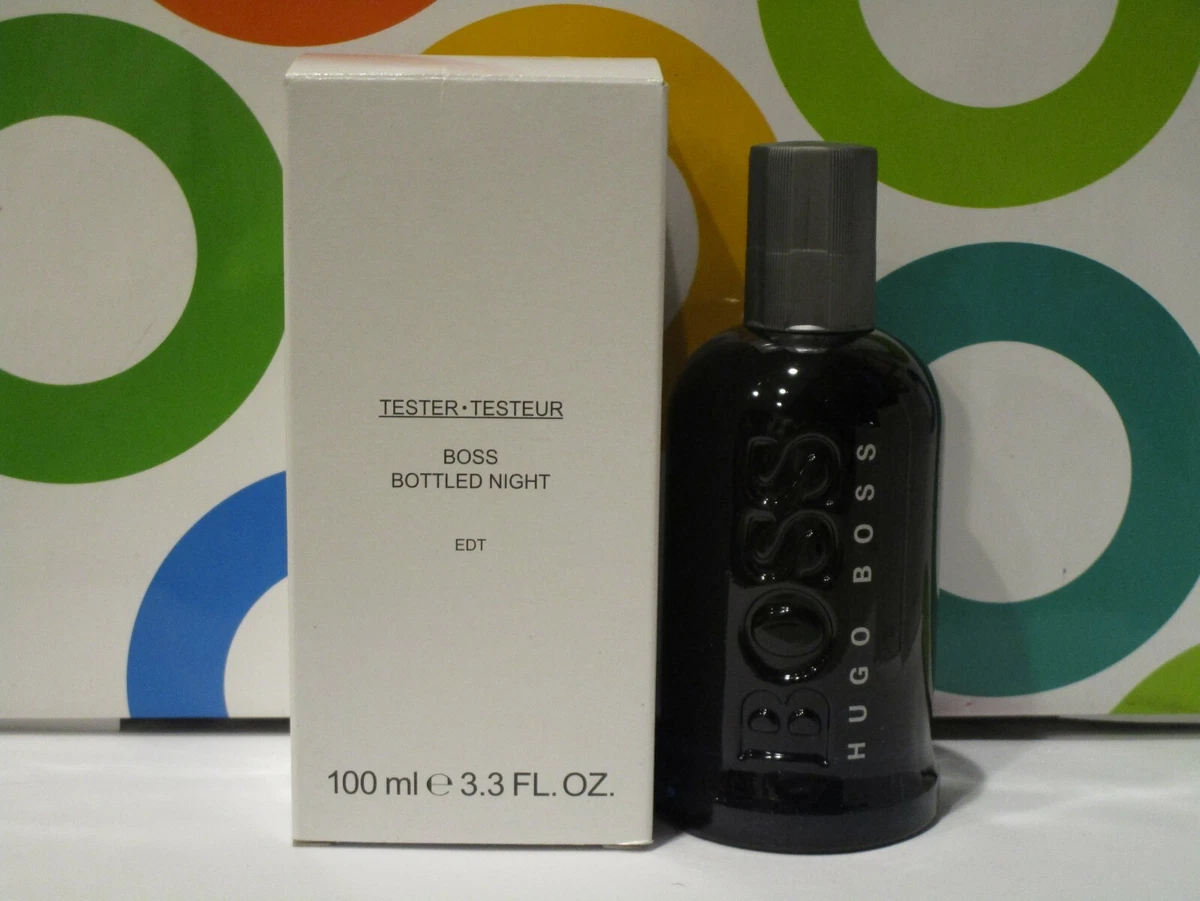 TESTER·TESTEUR
BOSS
BOTTLED NIGHT
EDT
100 ml ℮ 3.3 FL. OZ.
BOSS
HUGO BOSS